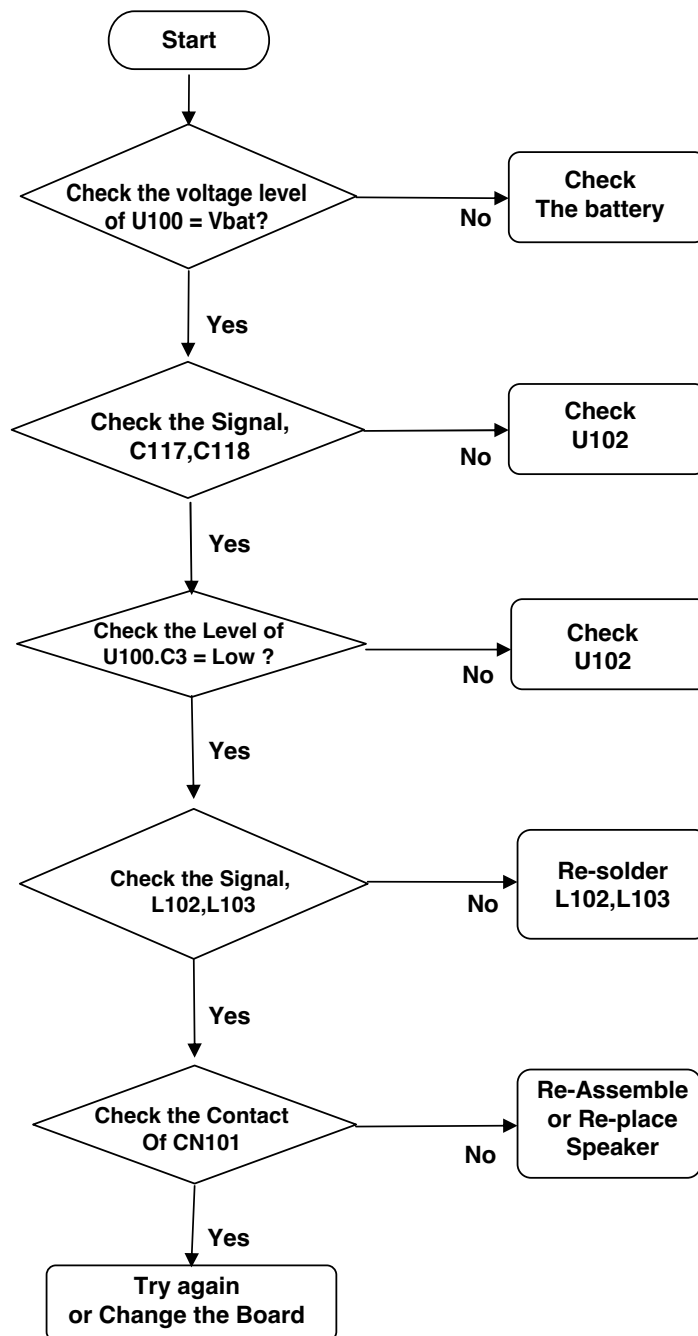 Start
Check the voltage level
of U100 = Vbat?
No
Check
The battery
Yes
Check the Signal,
C117,C118
No
Check
U102
Yes
Check the Level of
U100.C3 = Low ?
No
Check
U102
Yes
Check the Signal,
L102,L103
No
Re-solder
L102,L103
Yes
Check the Contact
Of CN101
No
Re-Assemble
or Re-place
Speaker
Yes
Try again
or Change the Board